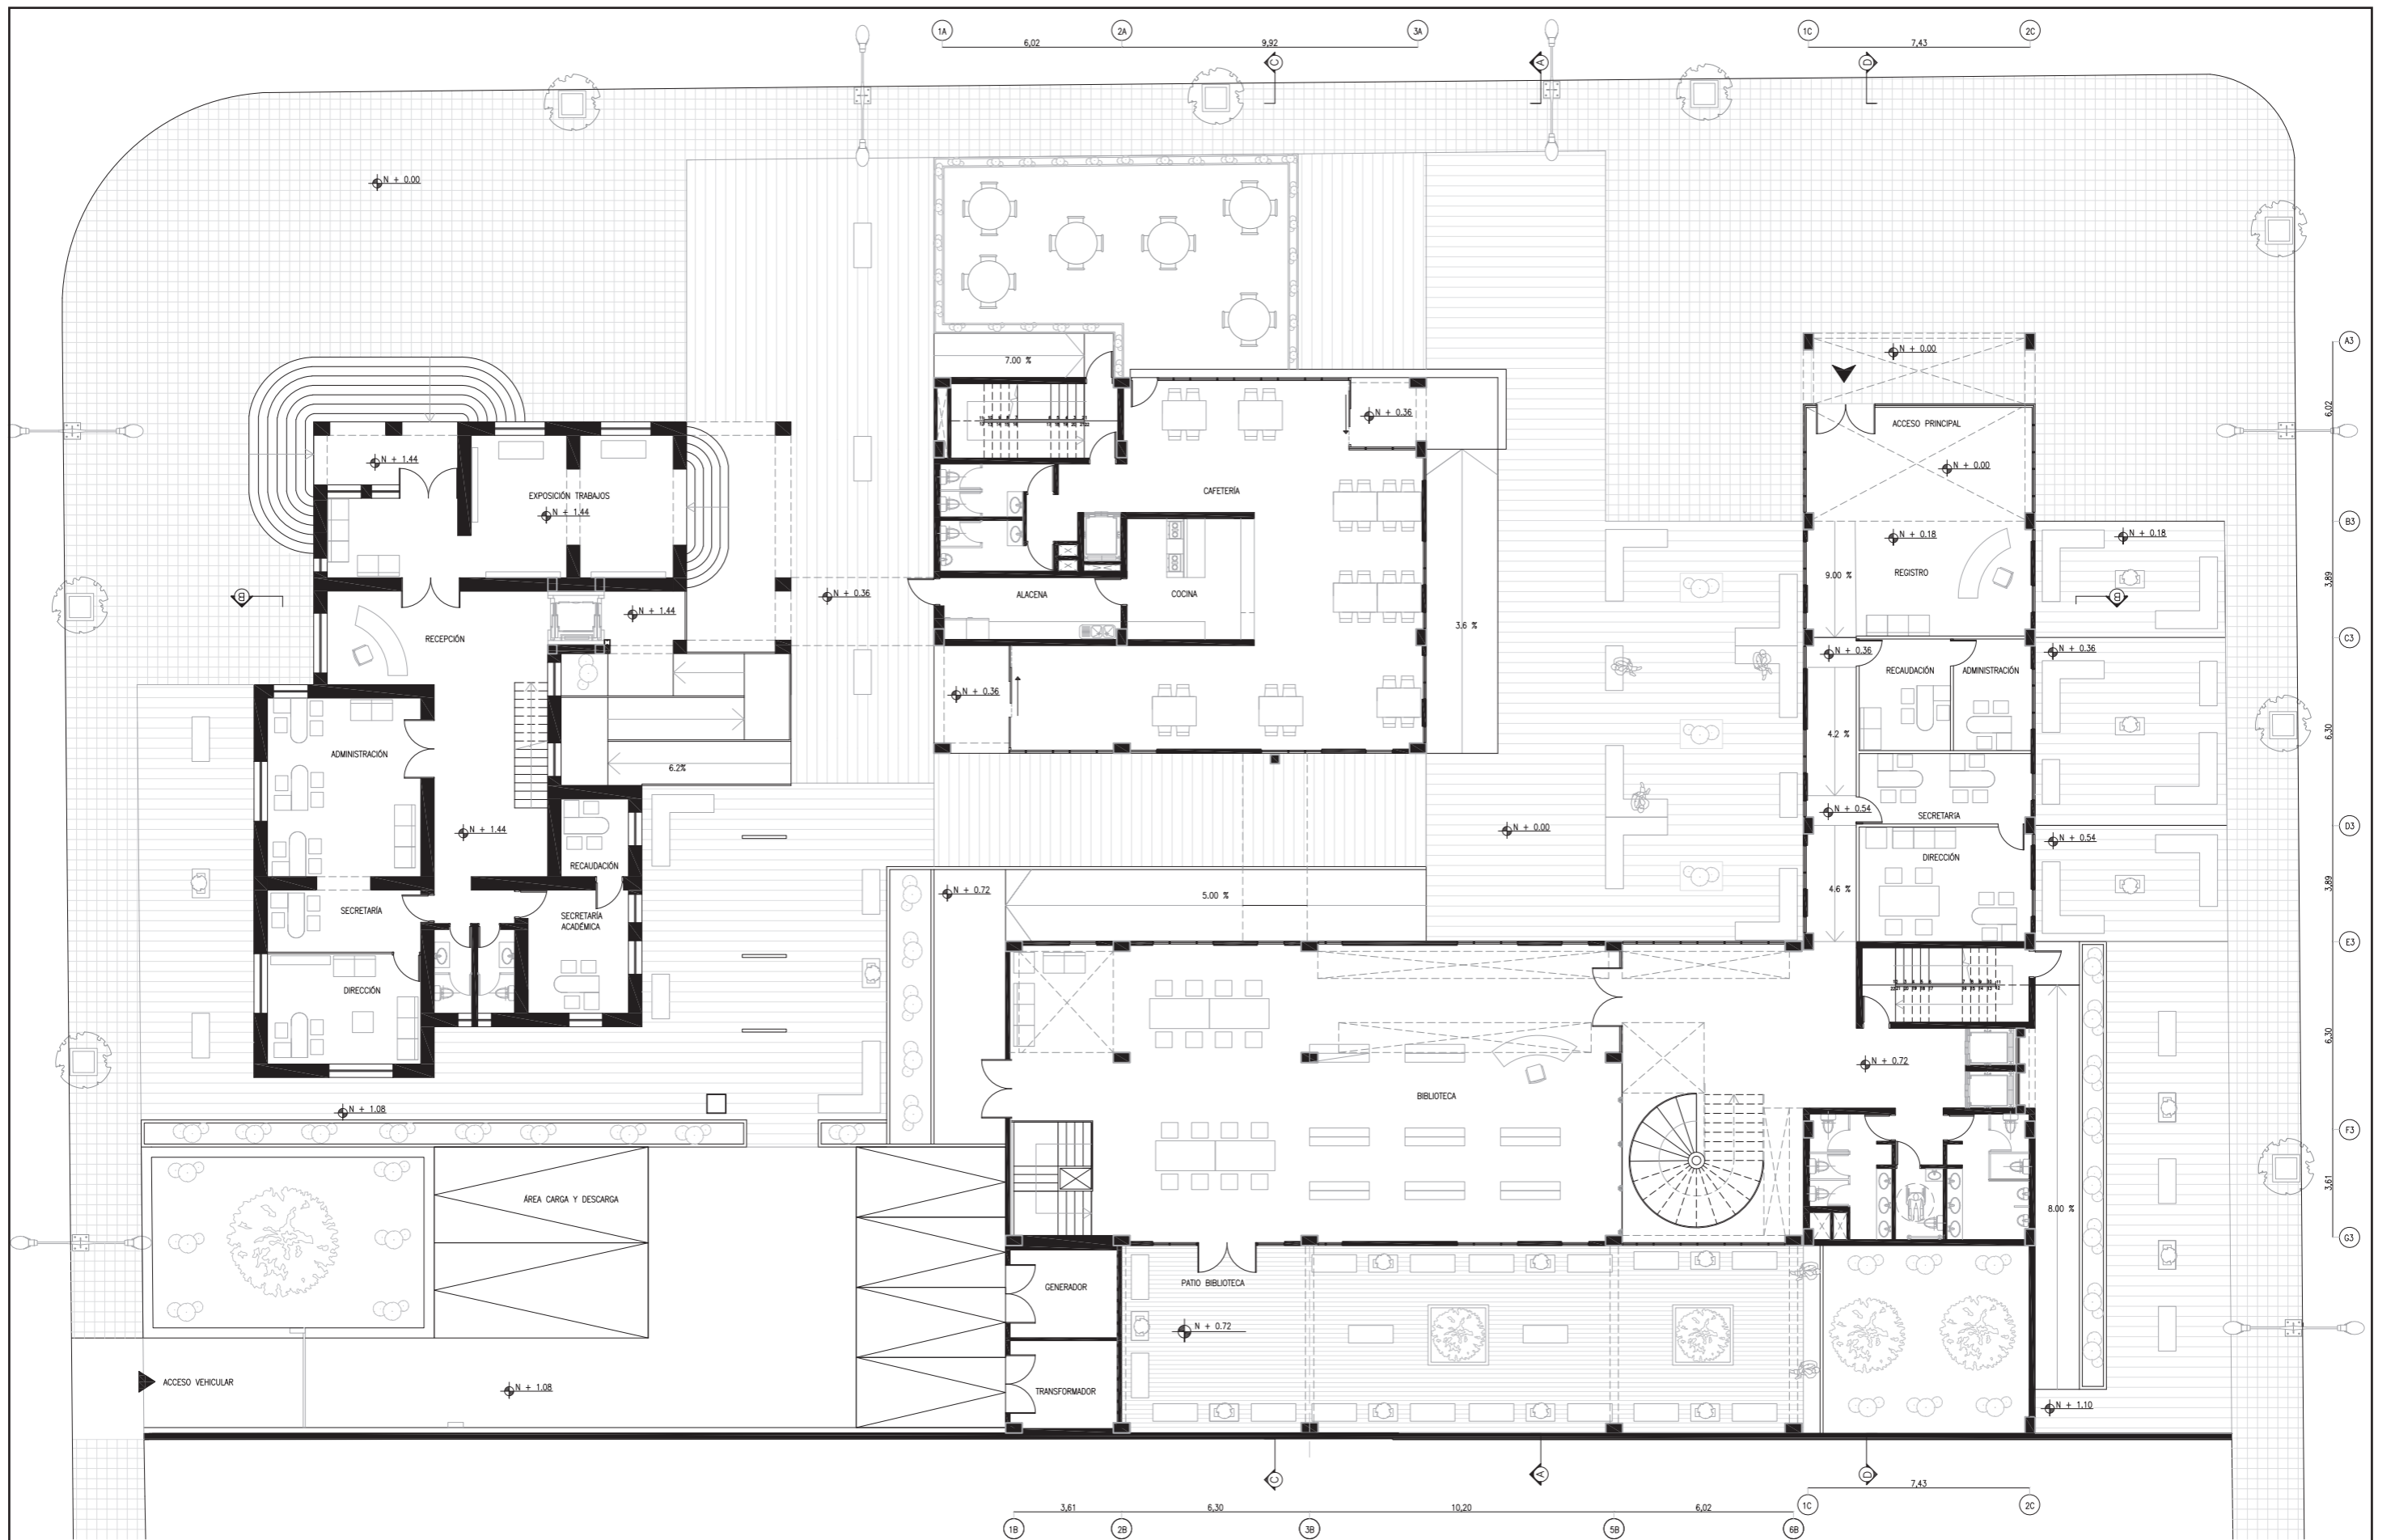 1A
2A
3A
1C
2C
6,02
9,92
7,43
C
A
D
N + 0.00
A3
7.00 %
N + 0.00
N + 0.36
6,02
ACCESO PRINCIPAL
N + 1.44
N + 0.00
CAFETERÍA
EXPOSICIÓN TRABAJOS
N + 1.44
B3
N + 0.18
N + 0.18
9.00 %
REGISTRO
3,89
B
ALACENA
COCINA
N + 0.36
B
N + 1.44
3.6 %
RECEPCIÓN
C3
N + 0.36
N + 0.36
RECAUDACIÓN
ADMINISTRACIÓN
N + 0.36
4.2 %
6,30
ADMINISTRACIÓN
6.2%
N + 0.54
SECRETARÍA
N + 1.44
N + 0.00
D3
N + 0.54
DIRECCIÓN
RECAUDACIÓN
4.6 %
3,89
N + 0.72
5.00 %
SECRETARÍA
SECRETARÍA
ACADÉMICA
E3
DIRECCIÓN
6,30
N + 0.72
BIBLIOTECA
N + 1.08
F3
ÁREA CARGA Y DESCARGA
3,61
8.00 %
G3
GENERADOR
PATIO BIBLIOTECA
N + 0.72
ACCESO VEHICULAR
N + 1.08
TRANSFORMADOR
N + 1.10
C
A
D
7,43
3,61
6,30
10,20
6,02
1C
2C
1B
2B
3B
5B
6B